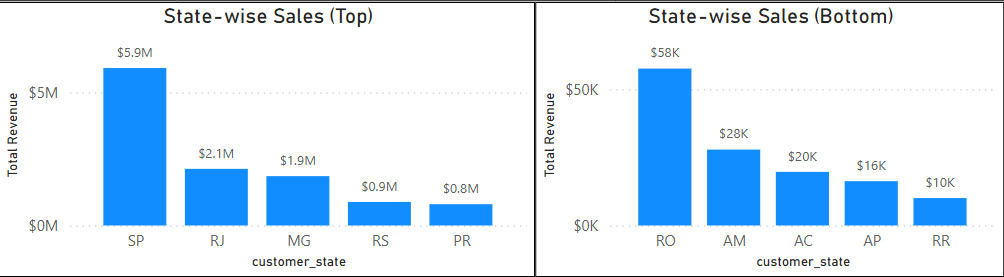 State-wise Sales (Top)
Total Revenue
$5M
$0M
$5.9M
$2.1M
$1.9M
$0.9M
$0.8M
SP RJ MG RS PR
customer_state
State-wise Sales (Bottom)
Total Revenue
$50K
$0K
$58K
$28K
$20K
$16K
$10K
RO AM AC AP RR
customer_state